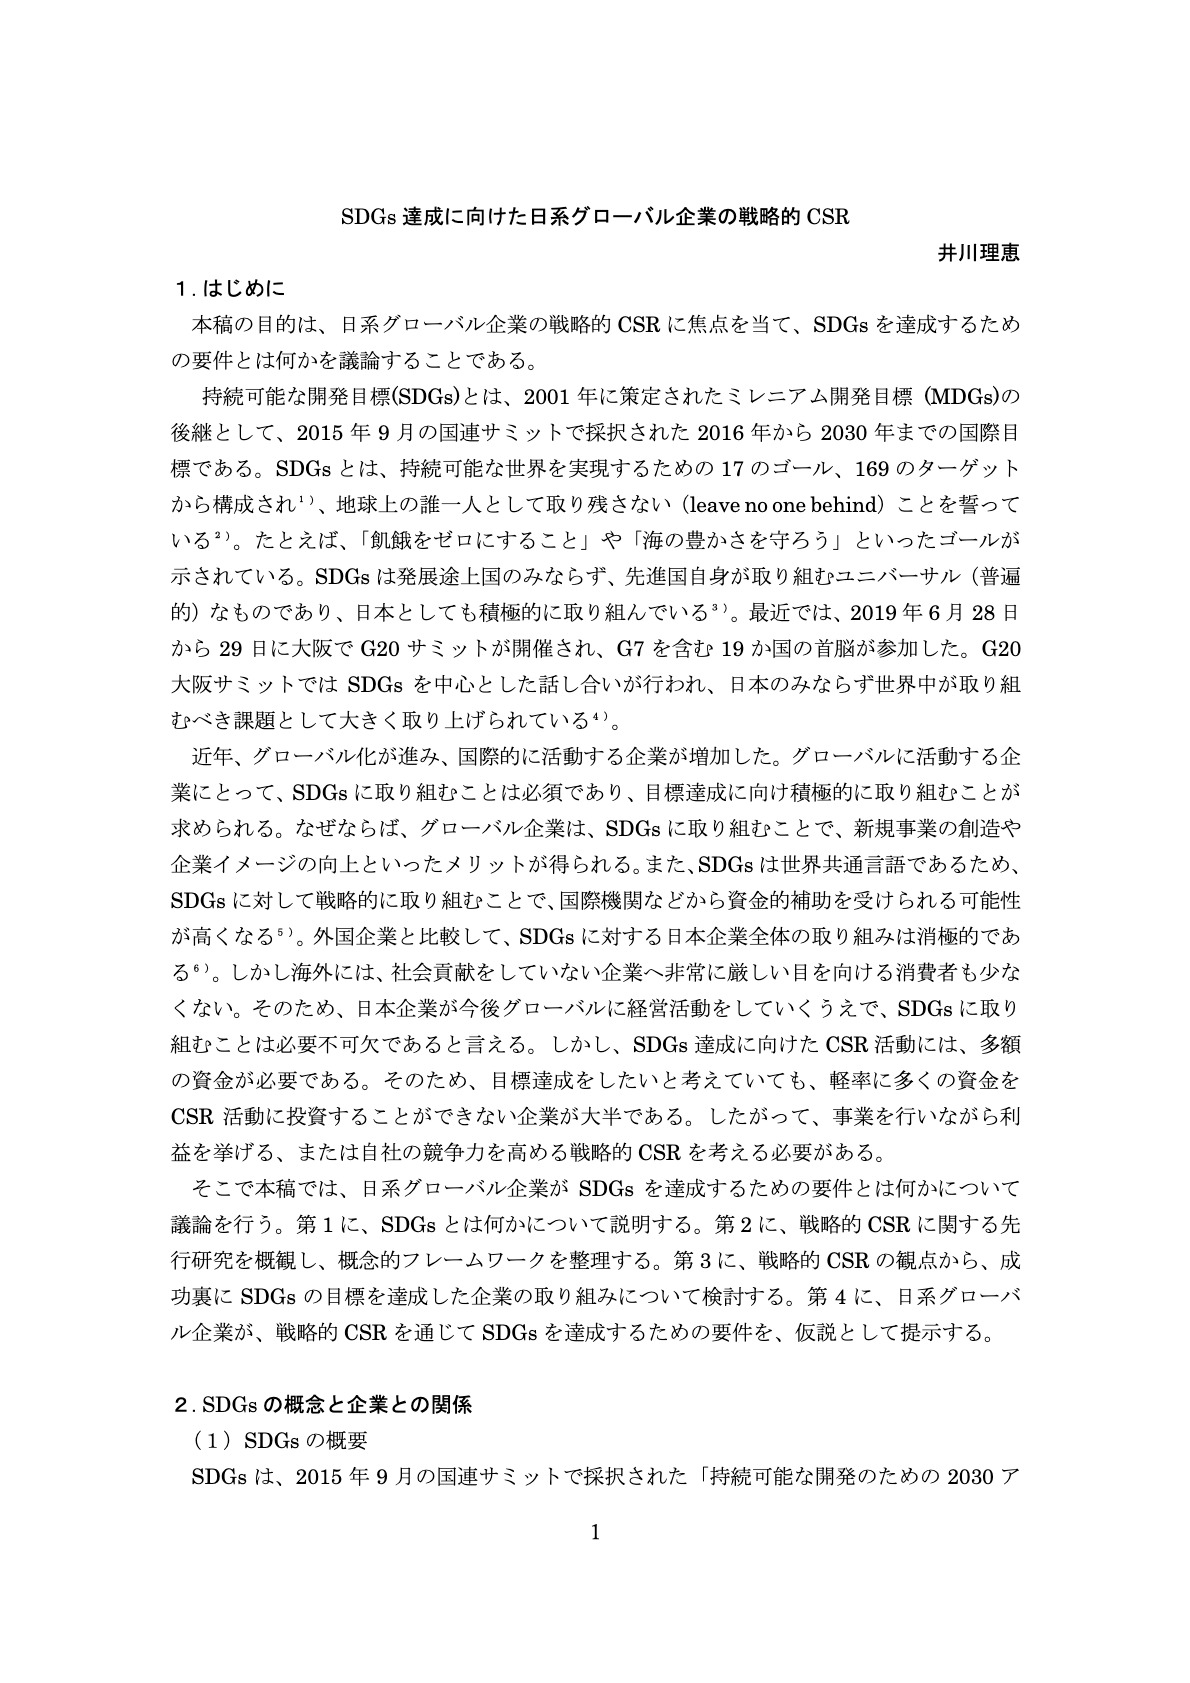 SDGs 達成に向けた日系グローバル企業の戦略的 CSR
井川理恵
１. はじめに
本稿の目的は、日系グローバル企業の戦略的 CSR に焦点を当て、SDGs を達成するため
の要件とは何かを議論することである。
持続可能な開発目標(SDGs)とは、2001 年に策定されたミレニアム開発目標 (MDGs)の
後継として、2015 年 9 月の国連サミットで採択された 2016 年から 2030 年までの国際目
標である。SDGs とは、持続可能な世界を実現するための 17 のゴール、169 のターゲット
から構成され¹⁾、地球上の誰一人として取り残さない（leave no one behind）ことを誓って
いる²⁾。たとえば、「飢餓をゼロにすること」や「海の豊かさを守ろう」といったゴールが
示されている。SDGs は発展途上国のみならず、先進国自身が取り組むユニバーサル（普遍
的）なものであり、日本としても積極的に取り組んでいる³⁾。最近では、2019 年 6 月 28 日
から 29 日に大阪で G20 サミットが開催され、G7 を含む 19 か国の首脳が参加した。G20
大阪サミットでは SDGs を中心とした話し合いが行われ、日本のみならず世界中が取り組
むべき課題として大きく取り上げられている⁴⁾。
近年、グローバル化が進み、国際的に活動する企業が増加した。グローバルに活動する企
業にとって、SDGs に取り組むことは必須であり、目標達成に向け積極的に取り組むことが
求められる。なぜならば、グローバル企業は、SDGs に取り組むことで、新規事業の創造や
企業イメージの向上といったメリットが得られる。また、SDGs は世界共通言語であるため、
SDGs に対して戦略的に取り組むことで、国際機関などから資金的補助を受けられる可能性
が高くなる⁵⁾。外国企業と比較して、SDGs に対する日本企業全体の取り組みは消極的であ
る⁶⁾。しかし海外には、社会貢献をしていない企業へ非常に厳しい目を向ける消費者も少な
くない。そのため、日本企業が今後グローバルに経営活動をしていくうえで、SDGs に取り
組むことは必要不可欠であると言える。しかし、SDGs 達成に向けた CSR 活動には、多額
の資金が必要である。そのため、目標達成をしたいと考えていても、軽率に多くの資金を
CSR 活動に投資することができない企業が大半である。したがって、事業を行いながら利
益を挙げる、または自社の競争力を高める戦略的 CSR を考える必要がある。
そこで本稿では、日系グローバル企業が SDGs を達成するための要件とは何かについて
議論を行う。第 1 に、SDGs とは何かについて説明する。第 2 に、戦略的 CSR に関する先
行研究を概観し、概念的フレームワークを整理する。第 3 に、戦略的 CSR の観点から、成
功裏に SDGs の目標を達成した企業の取り組みについて検討する。第 4 に、日系グローバ
ル企業が、戦略的 CSR を通じて SDGs を達成するための要件を、仮説として提示する。
２. SDGs の概念と企業との関係
（１）SDGs の概要
SDGs は、2015 年 9 月の国連サミットで採択された「持続可能な開発のための 2030 ア
1